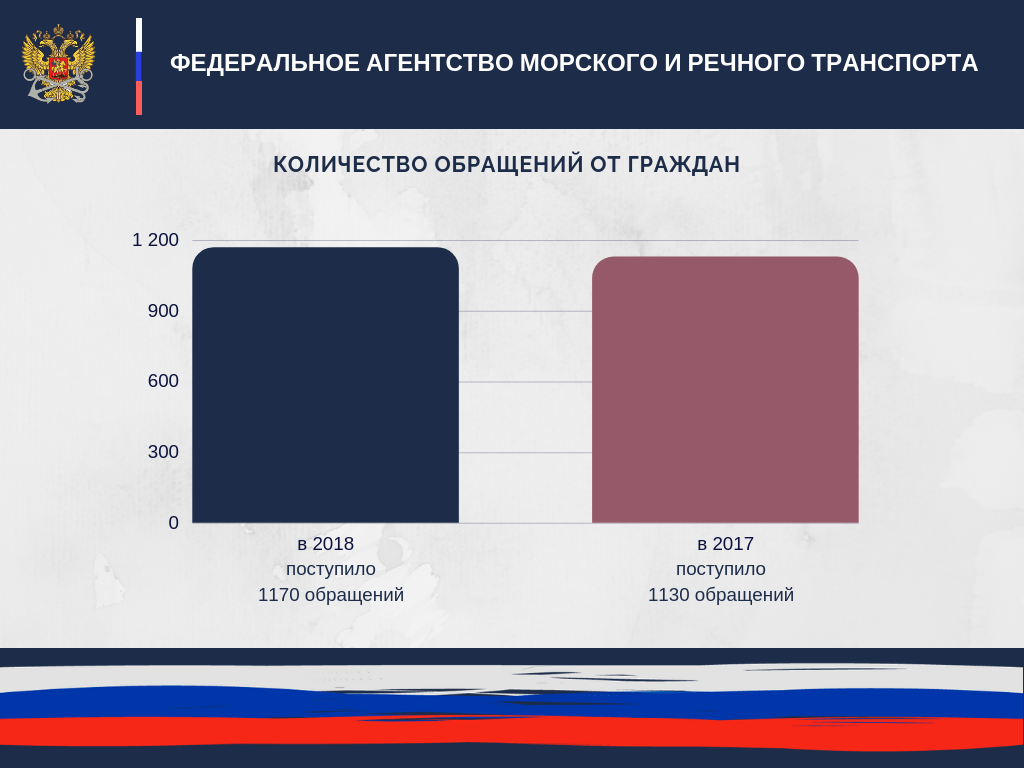 ФЕДЕРАЛЬНОЕ АГЕНТСТВО МОРСКОГО И РЕЧНОГО ТРАНСПОРТА
КОЛИЧЕСТВО ОБРАЩЕНИЙ ОТ ГРАЖДАН
1 200
900
600
300
0
в 2018
поступило
1170 обращений
в 2017
поступило
1130 обращений